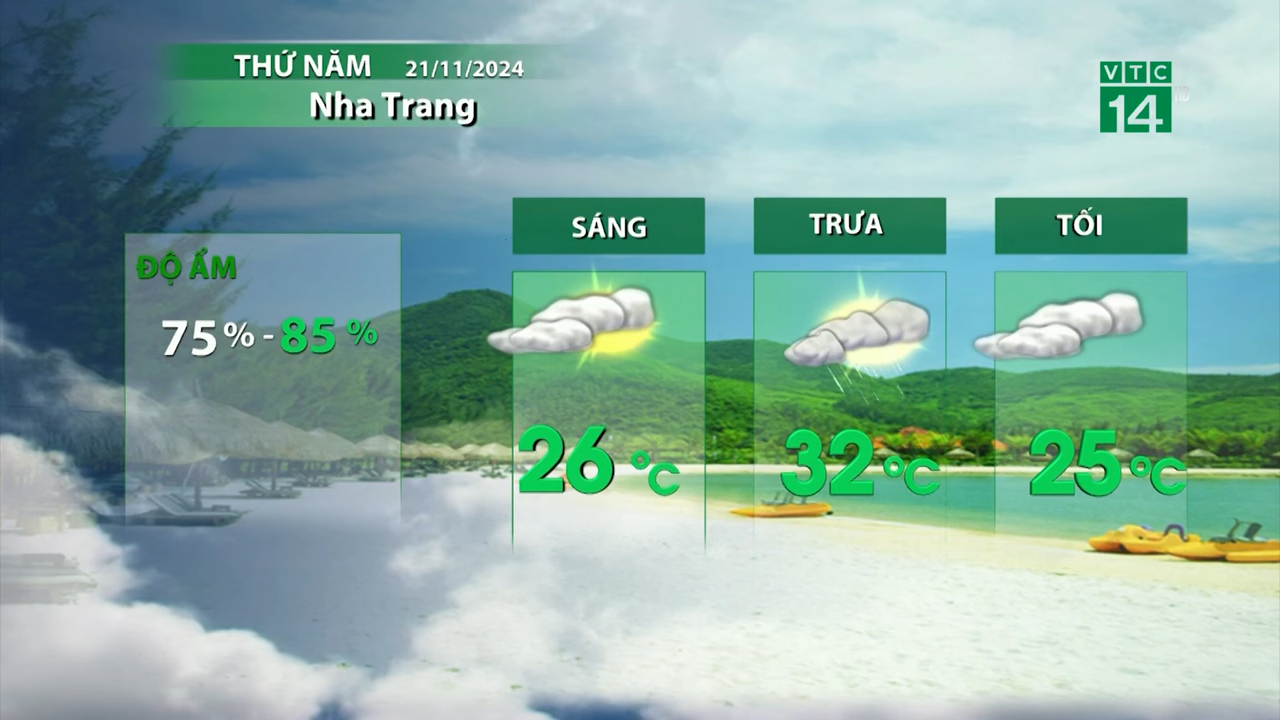 THỨ NĂM 21/11/2024
Nha Trang
VTC
14
HD
SÁNG TRƯA TỐI
ĐỘ ẨM
75% - 85%
26 °C 32 °C 25 °C